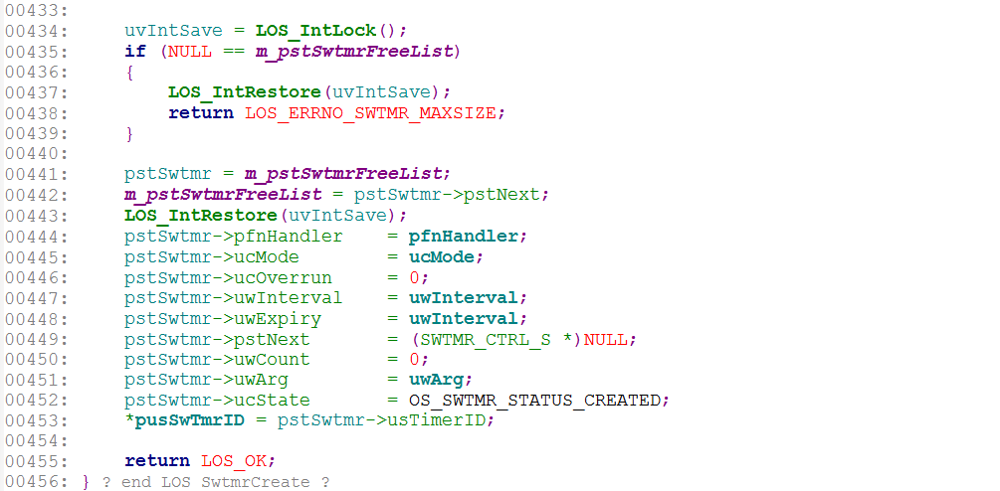 00433:
00434:     uvIntSave = LOS_IntLock();
00435:     if (NULL == m_pstSwtmrFreeList)
00436:     {
00437:         LOS_IntRestore(uvIntSave);
00438:         return LOS_ERRNO_SWTMR_MAXSIZE;
00439:     }
00440:
00441:     pstSwtmr = m_pstSwtmrFreeList;
00442:     m_pstSwtmrFreeList = pstSwtmr->pstNext;
00443:     LOS_IntRestore(uvIntSave);
00444:     pstSwtmr->pfnHandler    = pfnHandler;
00445:     pstSwtmr->ucMode        = ucMode;
00446:     pstSwtmr->ucOverrun     = 0;
00447:     pstSwtmr->uwInterval    = uwInterval;
00448:     pstSwtmr->uwExpiry      = uwInterval;
00449:     pstSwtmr->pstNext       = (SWTMR_CTRL_S *)NULL;
00450:     pstSwtmr->uwCount       = 0;
00451:     pstSwtmr->uwArg         = uwArg;
00452:     pstSwtmr->ucState       = OS_SWTMR_STATUS_CREATED;
00453:     *pusSwTmrID = pstSwtmr->usTimerID;
00454:
00455:     return LOS_OK;
00456: } ? end LOS_SwtmrCreate ?